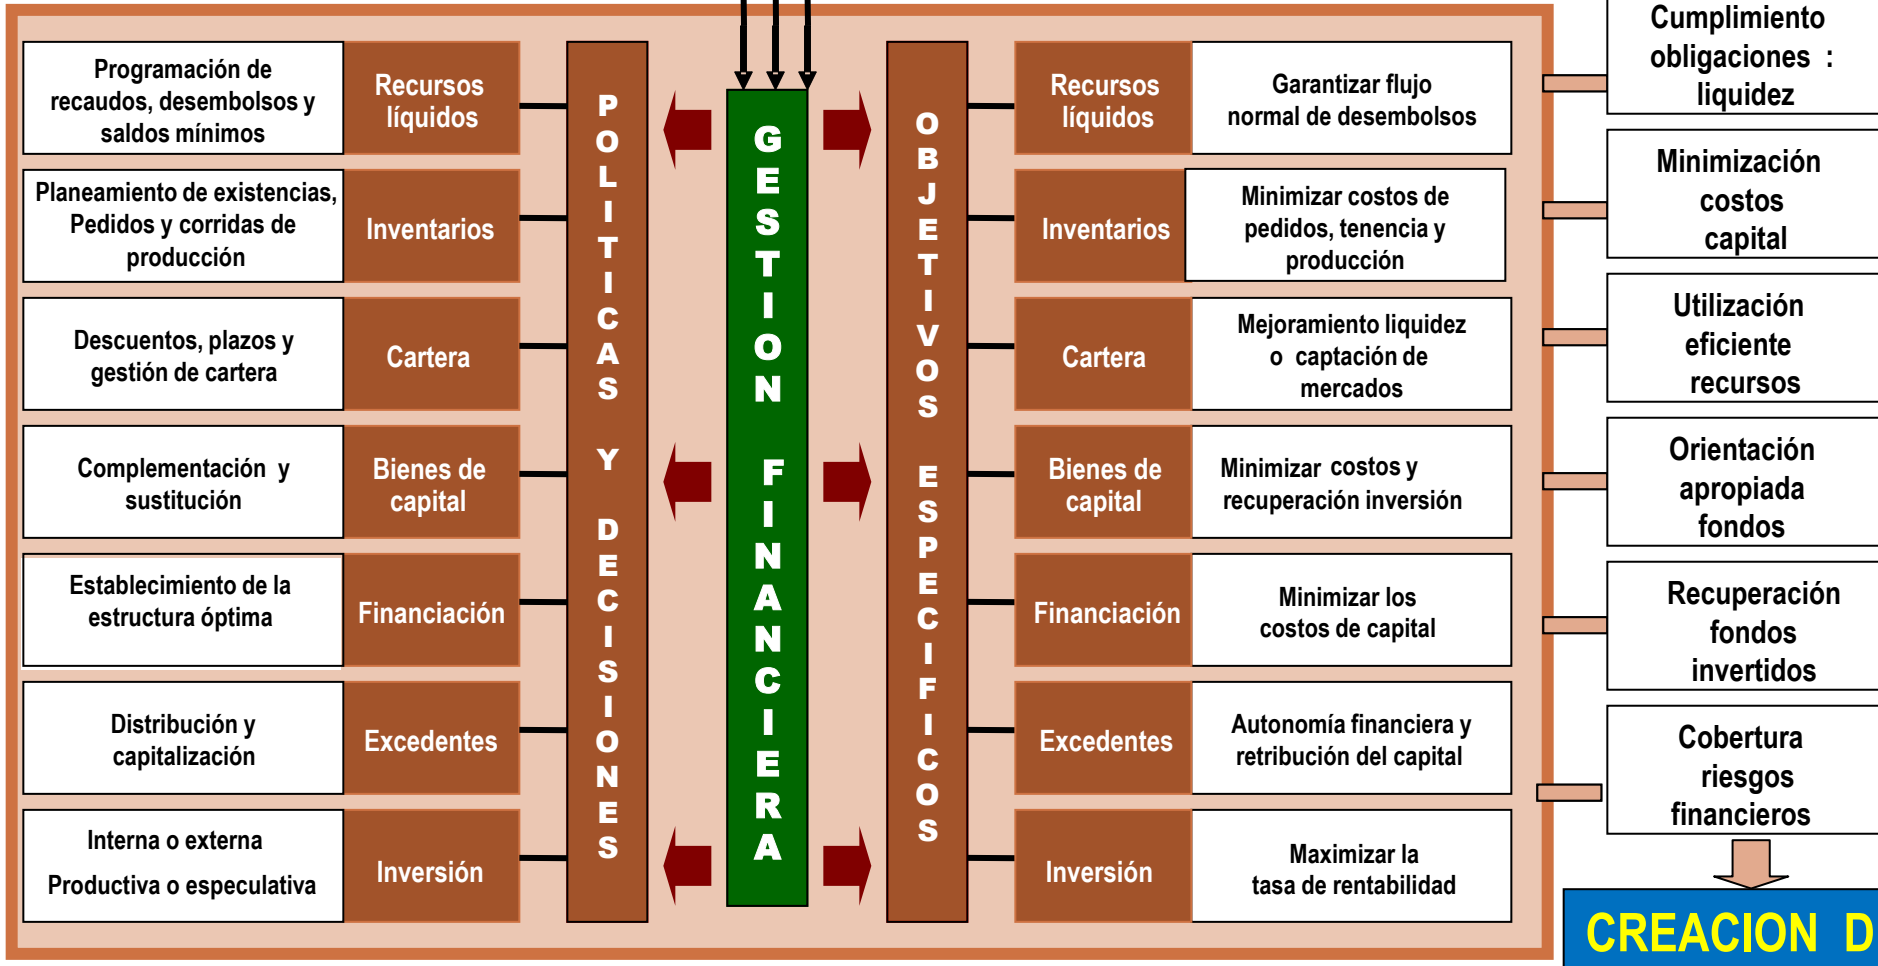 Programación de
recaudos, desembolsos y
saldos mínimos
Recursos
líquidos
Planeamiento de existencias,
Pedidos y corridas de
producción
Inventarios
Descuentos, plazos y
gestión de cartera
Cartera
Complementación y
sustitución
Bienes de
capital
Establecimiento de la
estructura óptima
Financiación
Distribución y
capitalización
Excedentes
Interna o externa
Productiva o especulativa
Inversión
POLITICAS Y DECISIONES
GESTION FINANCIERA
OBJETIVOS ESPECIFICOS
Recursos
líquidos
Garantizar flujo
normal de desembolsos
Inventarios
Minimizar costos de
pedidos, tenencia y
producción
Cartera
Mejoramiento liquidez
o captación de
mercados
Bienes de
capital
Minimizar costos y
recuperación inversión
Financiación
Minimizar los
costos de capital
Excedentes
Autonomía financiera y
retribución del capital
Inversión
Maximizar la
tasa de rentabilidad
Cumplimiento
obligaciones :
liquidez
Minimización
costos
capital
Utilización
eficiente
recursos
Orientación
apropiada
fondos
Recuperación
fondos
invertidos
Cobertura
riesgos
financieros
CREACION D